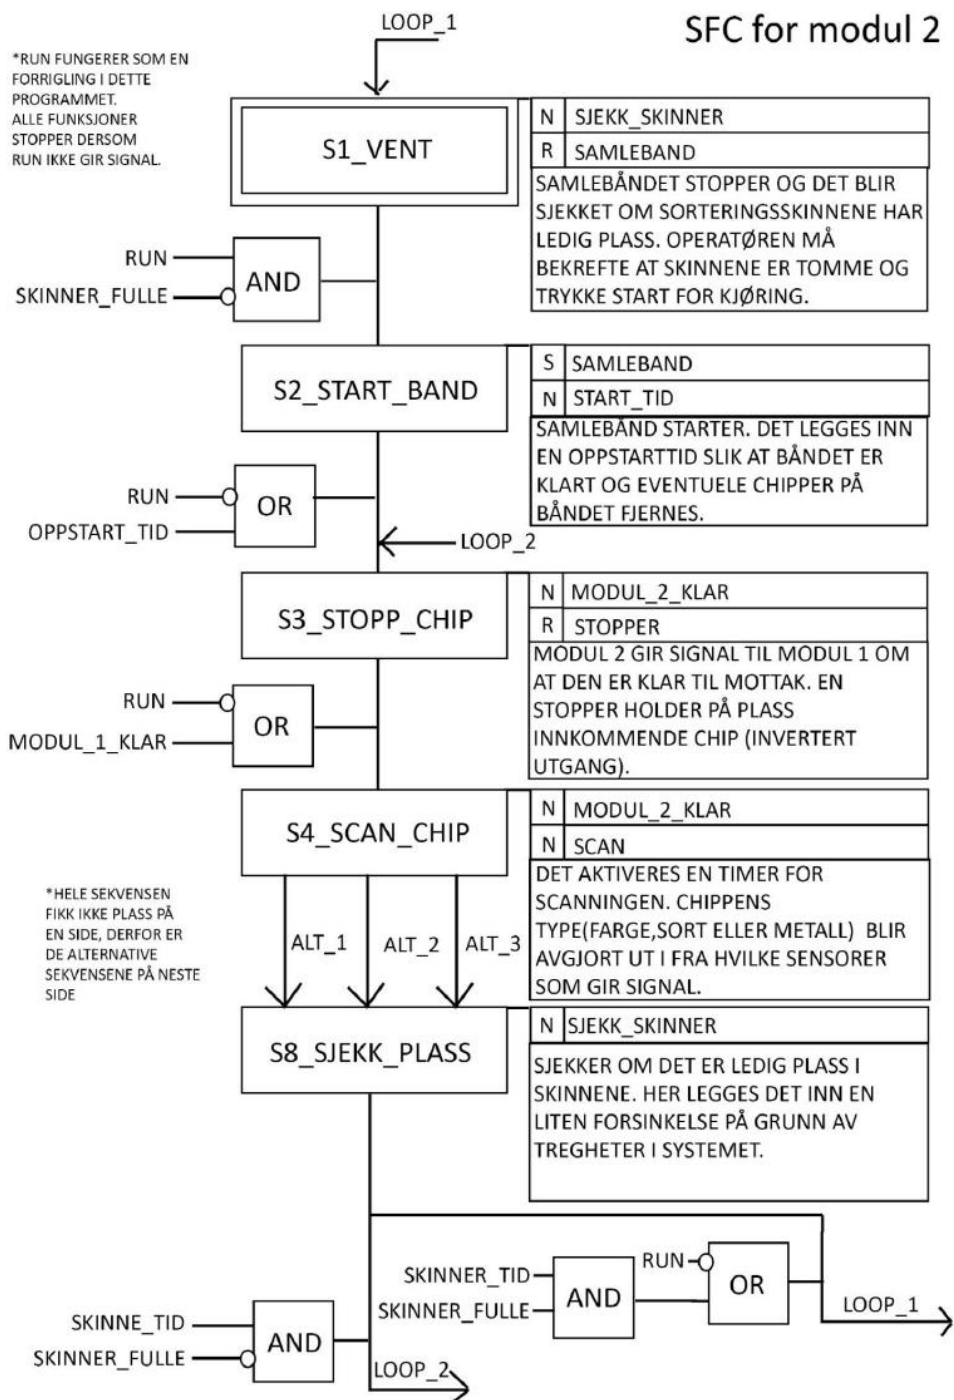 LOOP_1
SFC for modul 2
*RUN FUNGERER SOM EN
FORRIGLING I DETTE
PROGRAMMET.
ALLE FUNKSJONER
STOPPER DERSOM
RUN IKKE GIR SIGNAL.
S1_VENT
N SJEKK_SKINNER
R SAMLEBAND
SAMLEBÅNDET STOPPER OG DET BLIR
SJEKKET OM SORTERINGSSKINNENE HAR
LEDIG PLASS. OPERATØREN MÅ
BEKREFTE AT SKINNENE ER TOMME OG
TRYKKE START FOR KJØRING.
RUN
SKINNER_FULLE
AND
S2_START_BAND
S SAMLEBAND
N START_TID
SAMLEBÅND STARTER. DET LEGGES INN
EN OPPSTARTTID SLIK AT BÅNDET ER
KLART OG EVENTUELE CHIPPER PÅ
BÅNDET FJERNES.
RUN
OPPSTART_TID
OR
LOOP_2
S3_STOPP_CHIP
N MODUL_2_KLAR
R STOPPER
MODUL 2 GIR SIGNAL TIL MODUL 1 OM
AT DEN ER KLAR TIL MOTTAK. EN
STOPPER HOLDER PÅ PLASS
INNKOMMENDE CHIP (INVERTERT
UTGANG).
RUN
MODUL_1_KLAR
OR
S4_SCAN_CHIP
N MODUL_2_KLAR
N SCAN
DET AKTIVERES EN TIMER FOR
SCANNINGEN. CHIPPENS
TYPE(FARGE,SORT ELLER METALL) BLIR
AVGJORT UT I FRA HVILKE SENSORER
SOM GIR SIGNAL.
*HELE SEKVENSEN
FIKK IKKE PLASS PÅ
EN SIDE, DERFOR ER
DE ALTERNATIVE
SEKVENSENE PÅ NESTE
SIDE
ALT_1
ALT_2
ALT_3
S8_SJEKK_PLASS
N SJEKK_SKINNER
SJEKKER OM DET ER LEDIG PLASS I
SKINNENE. HER LEGGES DET INN EN
LITEN FORSINKELSE PÅ GRUNN AV
TREGHETER I SYSTEMET.
SKINNER_TID
SKINNER_FULLE
AND
RUN
OR
LOOP_1
SKINNE_TID
SKINNER_FULLE
AND
LOOP_2